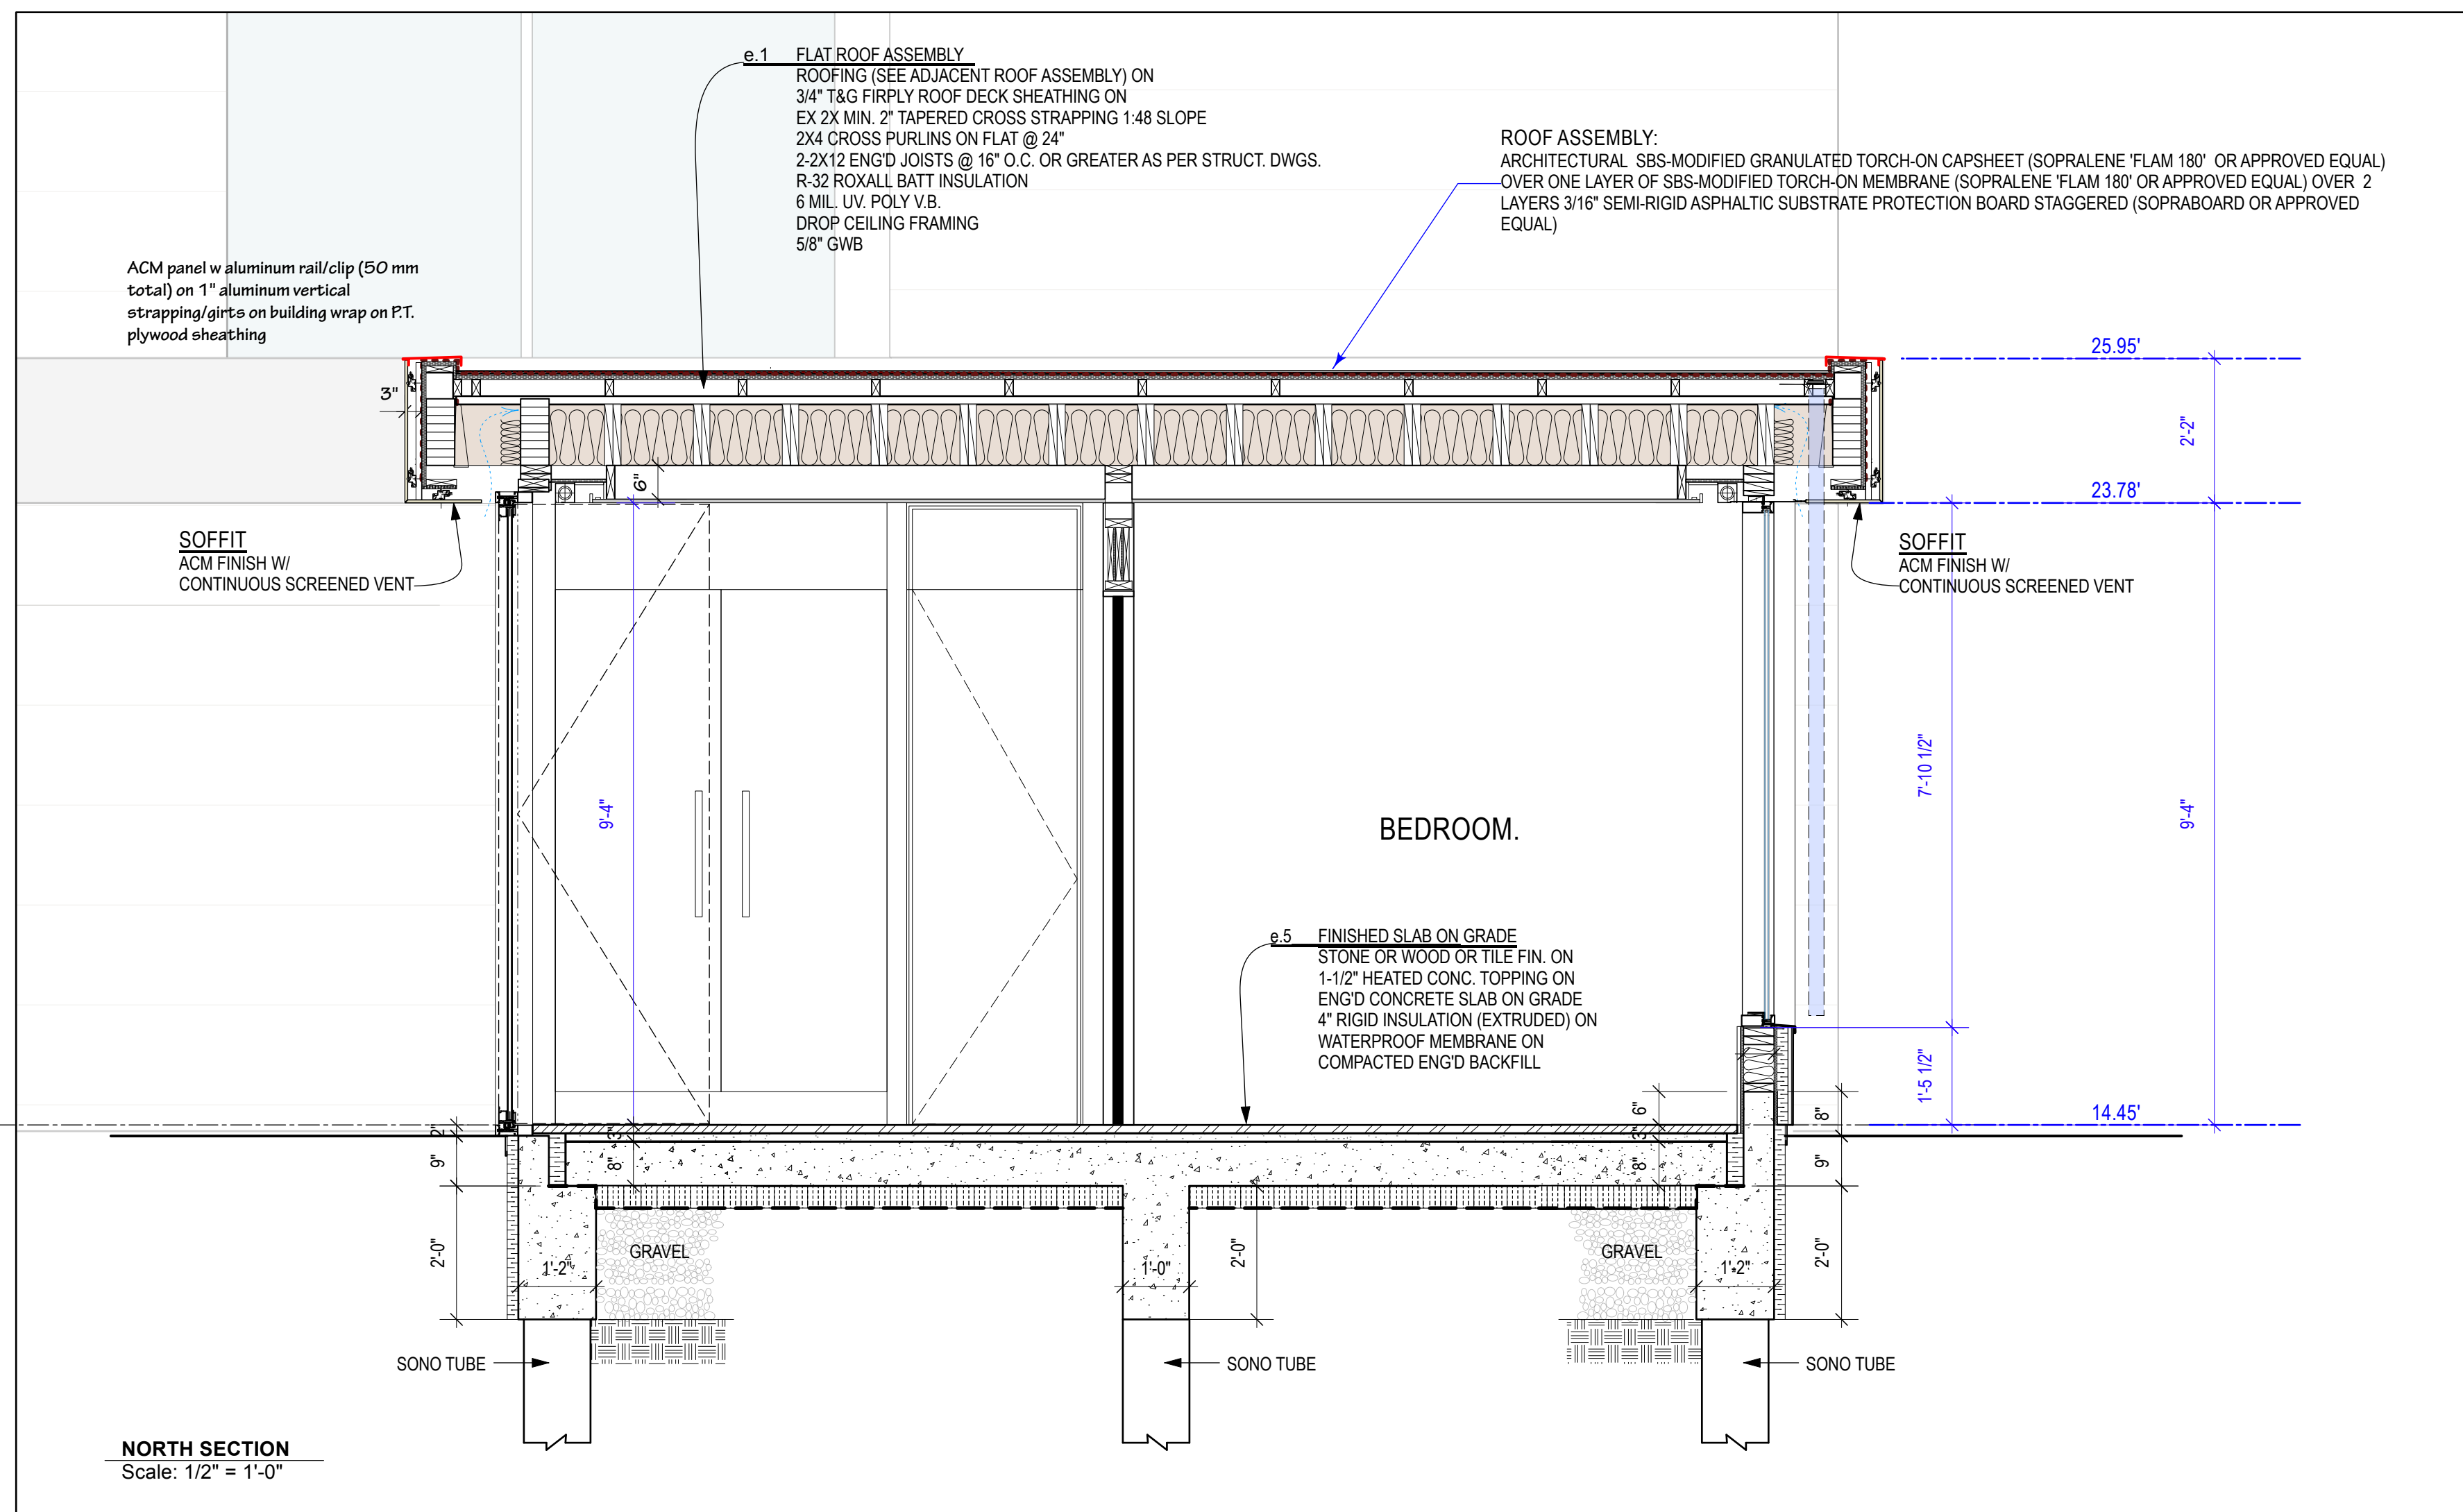 e.1 FLAT ROOF ASSEMBLY
ROOFING (SEE ADJACENT ROOF ASSEMBLY) ON
3/4" T&G FIRPLY ROOF DECK SHEATHING ON
EX 2X MIN. 2" TAPERED CROSS STRAPPING 1:48 SLOPE
2X4 CROSS PURLINS ON FLAT @ 24"
2-2X12 ENG'D JOISTS @ 16" O.C. OR GREATER AS PER STRUCT. DWGS.
R-32 ROXALL BATT INSULATION
6 MIL. UV. POLY V.B.
DROP CEILING FRAMING
5/8" GWB
ROOF ASSEMBLY:
ARCHITECTURAL SBS-MODIFIED GRANULATED TORCH-ON CAPSHEET (SOPRALENE 'FLAM 180' OR APPROVED EQUAL)
OVER ONE LAYER OF SBS-MODIFIED TORCH-ON MEMBRANE (SOPRALENE 'FLAM 180' OR APPROVED EQUAL) OVER 2
LAYERS 3/16" SEMI-RIGID ASPHALTIC SUBSTRATE PROTECTION BOARD STAGGERED (SOPRABOARD OR APPROVED
EQUAL)
ACM panel w aluminum rail/clip (50 mm
total) on 1" aluminum vertical
strapping/girts on building wrap on P.T.
plywood sheathing
25.95'
3"
2'-2"
6"
23.78'
SOFFIT
ACM FINISH W/
CONTINUOUS SCREENED VENT
SOFFIT
ACM FINISH W/
CONTINUOUS SCREENED VENT
9'-4"
7'-10 1/2"
9'-4"
BEDROOM.
e.5 FINISHED SLAB ON GRADE
STONE OR WOOD OR TILE FIN. ON
1-1/2" HEATED CONC. TOPPING ON
ENG'D CONCRETE SLAB ON GRADE
4" RIGID INSULATION (EXTRUDED) ON
WATERPROOF MEMBRANE ON
COMPACTED ENG'D BACKFILL
1'-5 1/2"
14.45'
2"
3"
6"
3"
8"
9"
8"
8"
9"
2'-0"
GRAVEL
1'-2"
1'-0"
2'-0"
GRAVEL
1'-2"
2'-0"
SONO TUBE
SONO TUBE
SONO TUBE
NORTH SECTION
Scale: 1/2" = 1'-0"